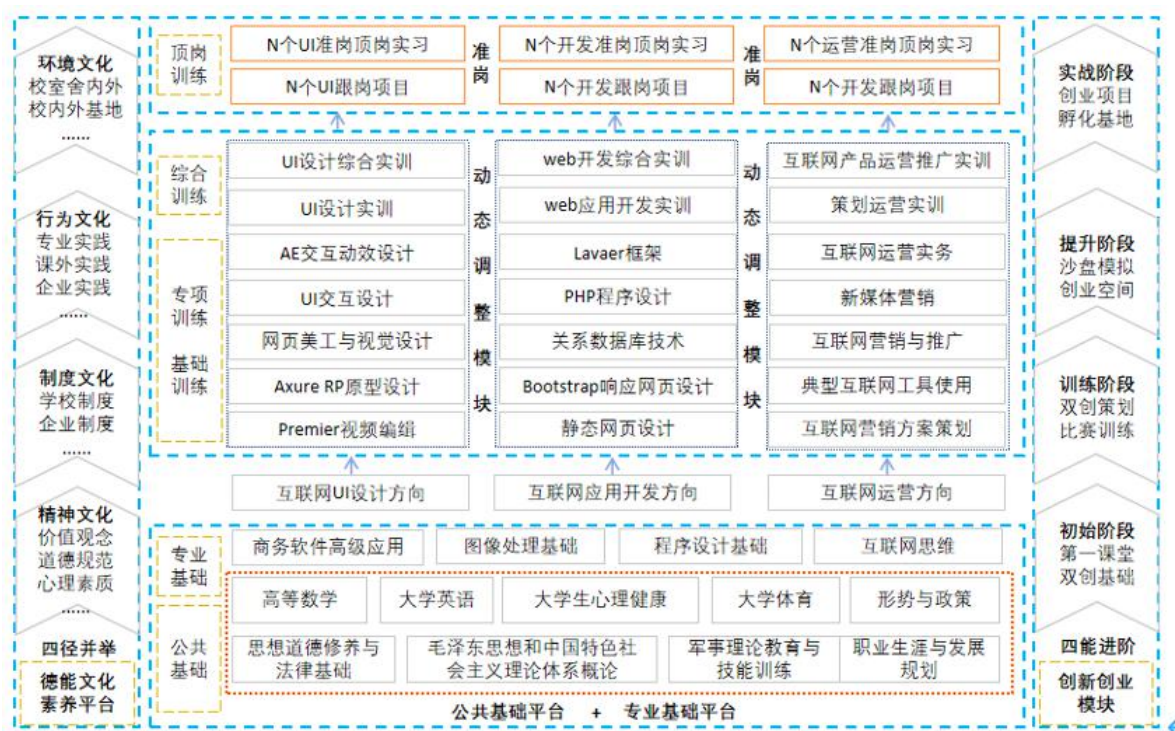 环境文化
校室舍内外
校内外基地
......
行为文化
专业实践
课外实践
企业实践
......
制度文化
学校制度
企业制度
......
精神文化
价值观念
道德规范
心理素质
......
四径并举
德能文化
素养平台
顶岗
训练
N个UI准岗顶岗实习
N个UI跟岗项目
准
岗
N个开发准岗顶岗实习
N个开发跟岗项目
准
岗
N个运营准岗顶岗实习
N个开发跟岗项目
综合
训练
专项
训练
基础
训练
UI设计综合实训
UI设计实训
AE交互动效设计
UI交互设计
网页美工与视觉设计
Axure RP原型设计
Premier视频编缉
动
态
调
整
模
块
web开发综合实训
web应用开发实训
Lavaer框架
PHP程序设计
关系数据库技术
Bootstrap响应网页设计
静态网页设计
动
态
调
整
模
块
互联网产品运营推广实训
策划运营实训
互联网运营实务
新媒体营销
互联网营销与推广
典型互联网工具使用
互联网营销方案策划
互联网UI设计方向
互联网应用开发方向
互联网运营方向
专业
基础
商务软件高级应用
图像处理基础
程序设计基础
互联网思维
公共
基础
高等数学
大学英语
大学生心理健康
大学体育
形势与政策
思想道德修养与
法律基础
毛泽东思想和中国特色社
会主义理论体系概论
军事理论教育与
技能训练
职业生涯与发展
规划
公共基础平台 + 专业基础平台
实战阶段
创业项目
孵化基地
提升阶段
沙盘模拟
创业空间
训练阶段
双创策划
比赛训练
初始阶段
第一课堂
双创基础
四能进阶
创新创业
模块